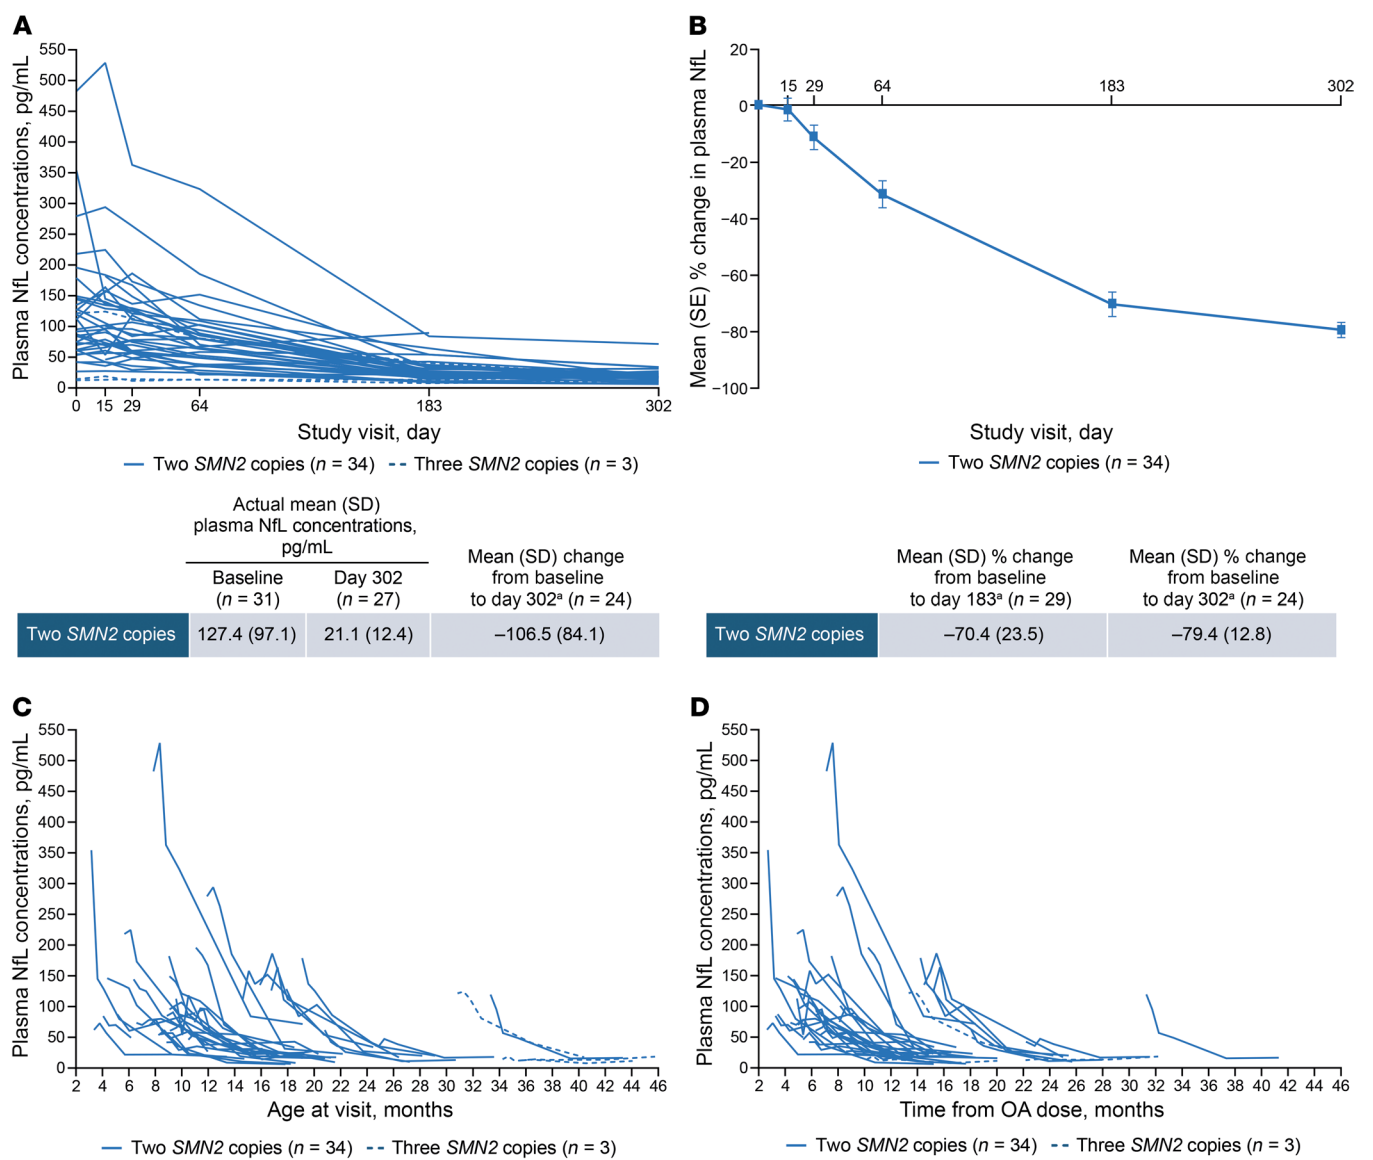 A
550
500
450
400
350
300
250
200
150
100
50
0
Plasma NfL concentrations, pg/mL
0 15 29 64 183 302
Study visit, day
Two SMN2 copies (n = 34) Three SMN2 copies (n = 3)
B
20
0
−20
−40
−60
−80
−100
Mean (SE) % change in plasma NfL
15 29 64 183 302
Study visit, day
Two SMN2 copies (n = 34)
Actual mean (SD)
plasma NfL concentrations,
pg/mL
Baseline
(n = 31)
Day 302
(n = 27)
Mean (SD) change
from baseline
to day 302ᵃ (n = 24)
Two SMN2 copies 127.4 (97.1) 21.1 (12.4) –106.5 (84.1)
Mean (SD) % change
from baseline
to day 183ᵃ (n = 29)
Mean (SD) % change
from baseline
to day 302ᵃ (n = 24)
Two SMN2 copies –70.4 (23.5) –79.4 (12.8)
C
550
500
450
400
350
300
250
200
150
100
50
0
Plasma NfL concentrations, pg/mL
2 4 6 8 10 12 14 16 18 20 22 24 26 28 30 31 34 36 38 40 42 44 46
Age at visit, months
Two SMN2 copies (n = 34) Three SMN2 copies (n = 3)
D
550
500
450
400
350
300
250
200
150
100
50
0
Plasma NfL concentrations, pg/mL
2 4 6 8 10 12 14 16 18 20 22 24 26 28 30 32 34 36 38 40 42 44 46
Time from OA dose, months
Two SMN2 copies (n = 34) Three SMN2 copies (n = 3)